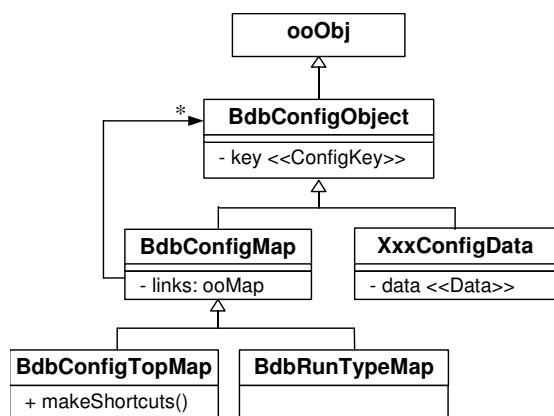 ooObj
*
BdbConfigObject
- key <<ConfigKey>>
BdbConfigMap
- links: ooMap
XxxConfigData
- data <<Data>>
BdbConfigTopMap
+ makeShortcuts()
BdbRunTypeMap